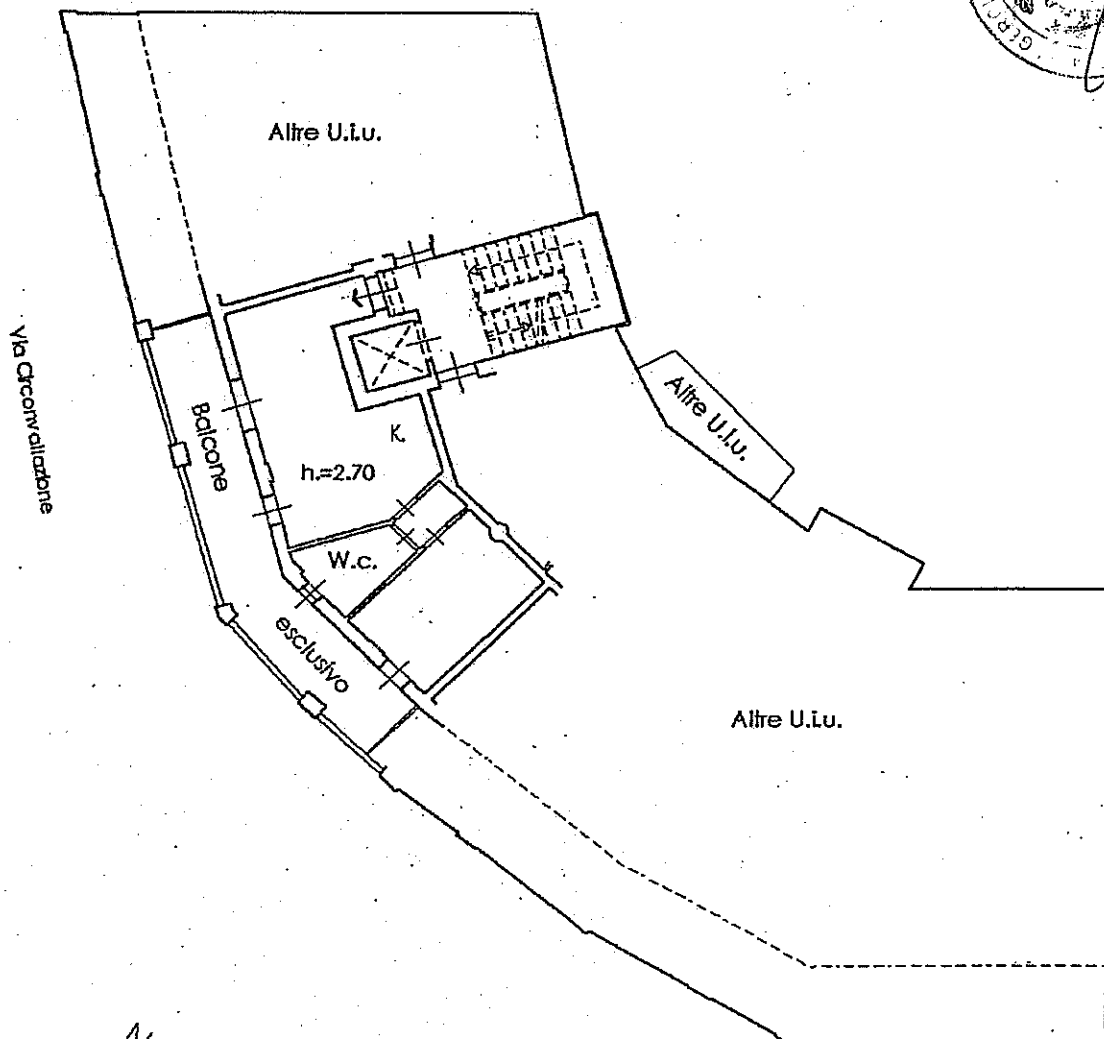 Altre U.i.u.
Via Circonvallazione
Balcone
K.
h.=2.70
Altre U.i.u.
W.c.
esclusivo
Altre U.i.u.